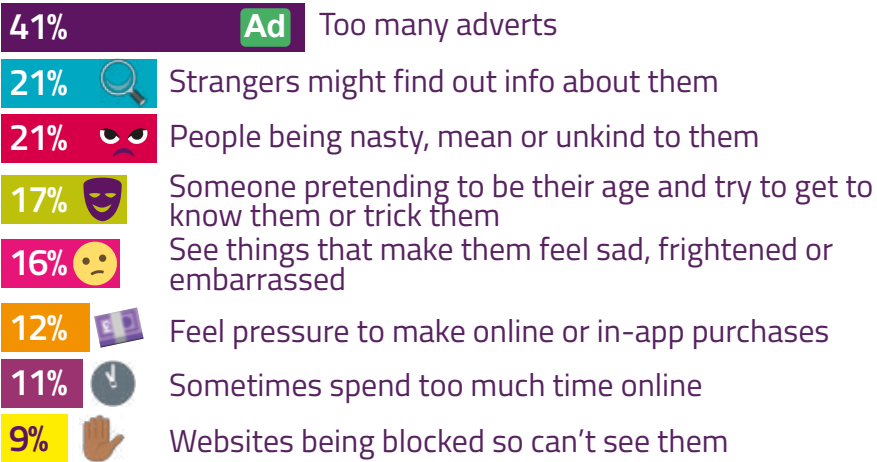 41% Ad Too many adverts
21% Strangers might find out info about them
21% People being nasty, mean or unkind to them
17% Someone pretending to be their age and try to get to
know them or trick them
16% See things that make them feel sad, frightened or
embarrassed
12% Feel pressure to make online or in-app purchases
11% Sometimes spend too much time online
9% Websites being blocked so can’t see them